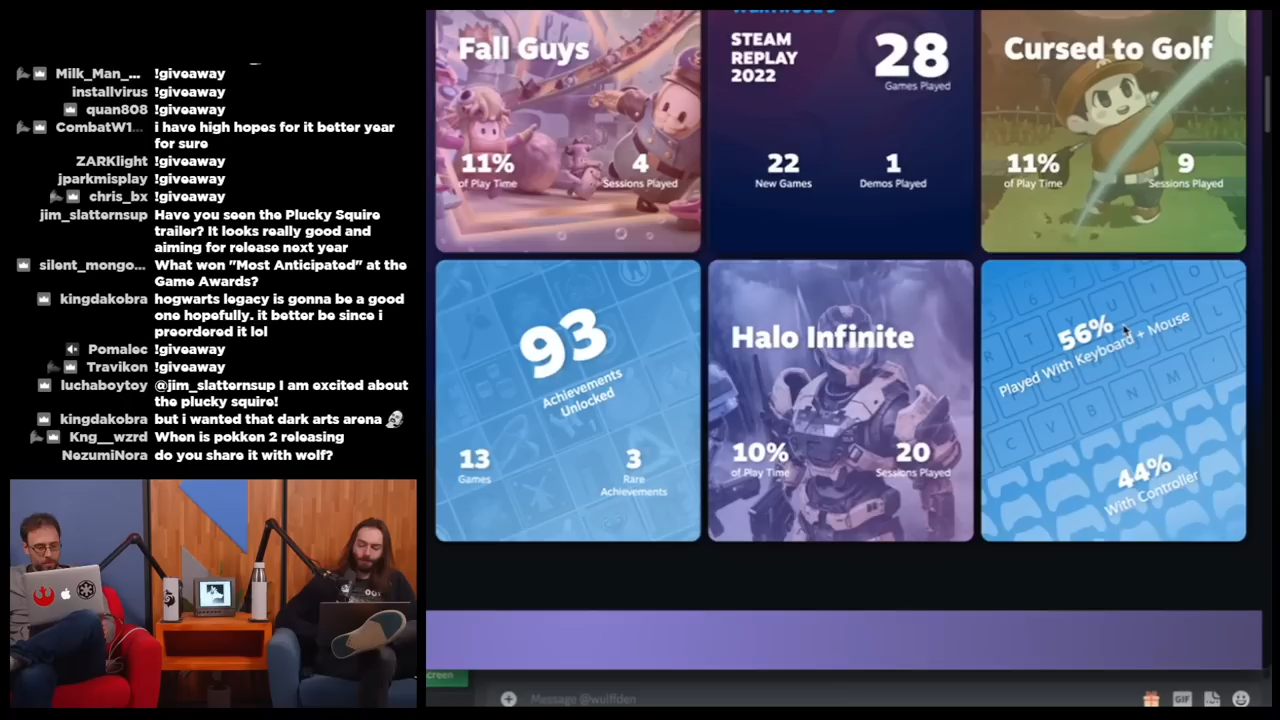 Milk_Man_... !giveaway
installvirus !giveaway
quan808 !giveaway
CombatW1... i have high hopes for it better year
for sure
ZARKlight !giveaway
jparkmisplay !giveaway
chris_bx !giveaway
jim_slatternsup Have you seen the Plucky Squire
trailer? It looks really good and
aiming for release next year
silent_mongo... What won "Most Anticipated" at the
Game Awards?
kingdakobra hogwarts legacy is gonna be a good
one hopefully. it better be since i
preordered it lol
Pomalec !giveaway
Travikon !giveaway
luchaboytoy @jim_slatternsup I am excited about
the plucky squire!
kingdakobra but i wanted that dark arts arena
Kng__wzrd When is pokken 2 releasing
NezumiNora do you share it with wolf?
Fall Guys
11%
of Play Time
4
Sessions Played
STEAM
REPLAY
2022
28
Games Played
22
New Games
1
Demos Played
Cursed to Golf
11%
of Play Time
9
Sessions Played
93
Achievements
Unlocked
13
Games
3
Rare
Achievements
Halo Infinite
10%
of Play Time
20
Sessions Played
56%
Played With Keyboard + Mouse
44%
With Controller
creen
Message @wulffden
GIF